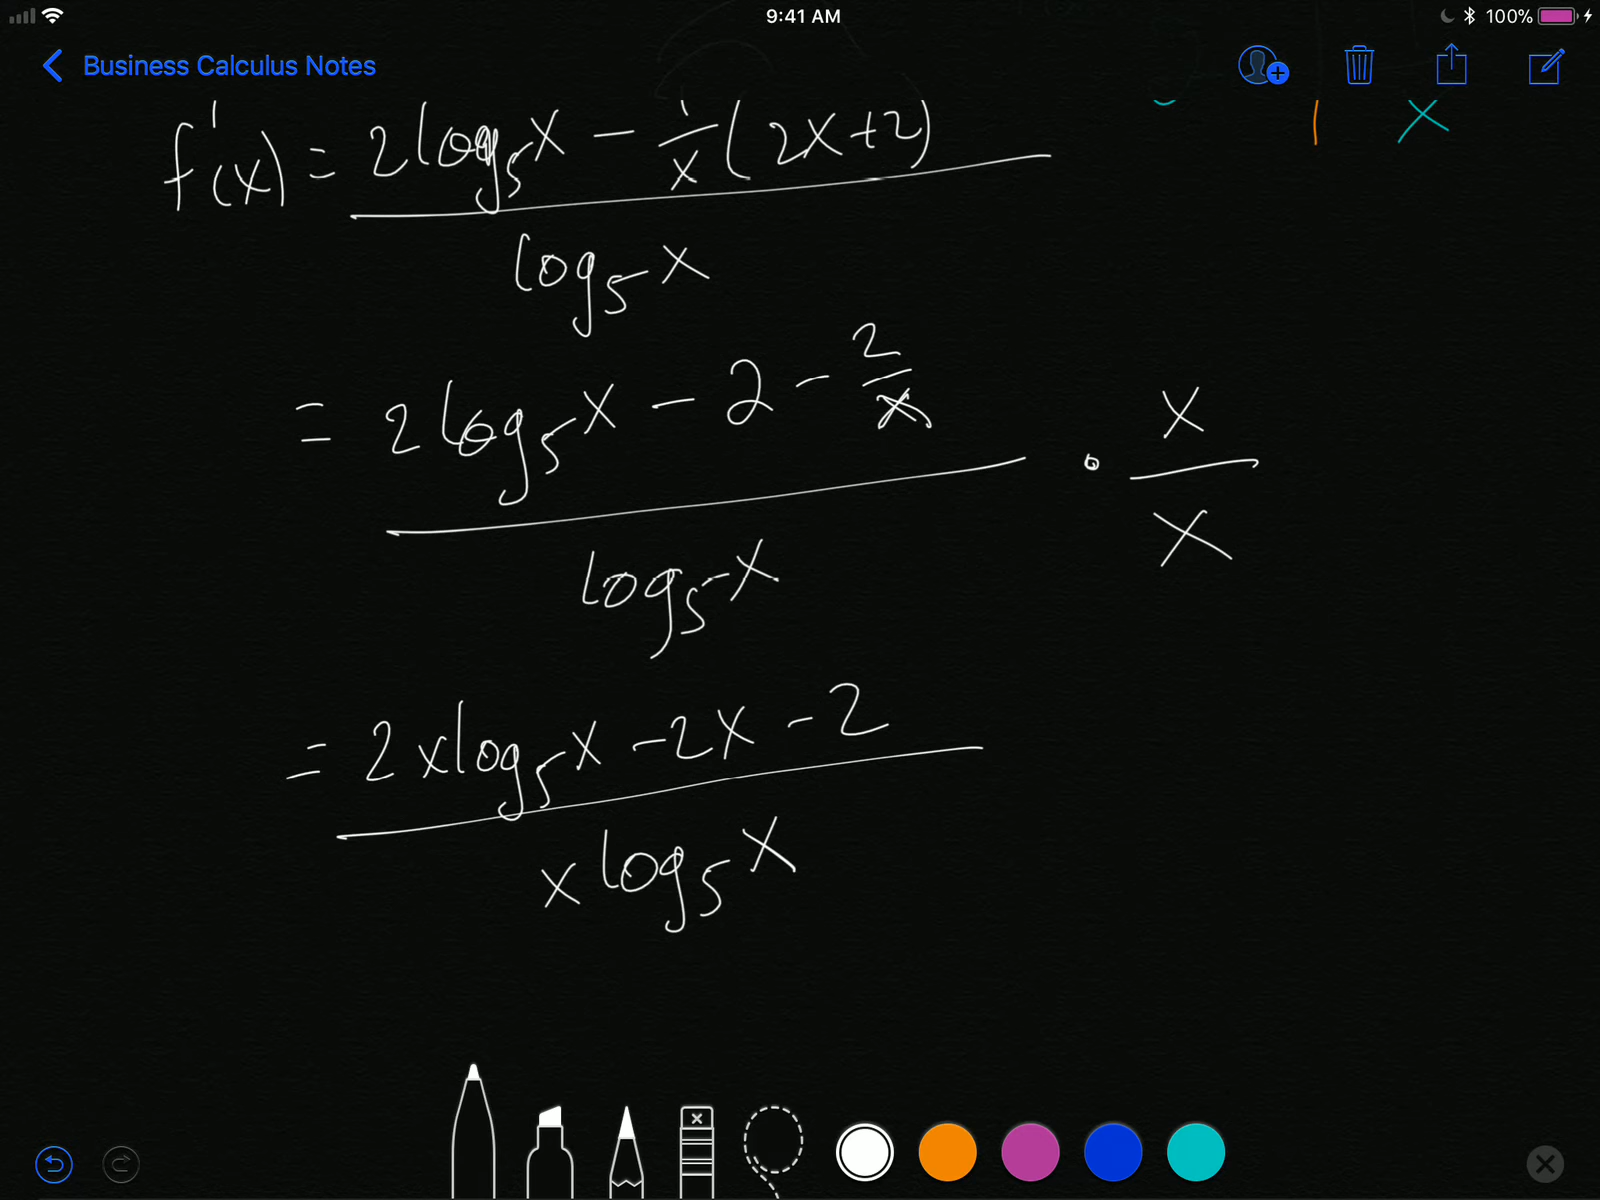 9:41 AM 100%
Business Calculus Notes
f'(x) = 2log₅x − 1/x(2x+2)
log₅x
= 2log₅x − 2 − 2/x · x/x
log₅x
= 2xlog₅x − 2x − 2
xlog₅x